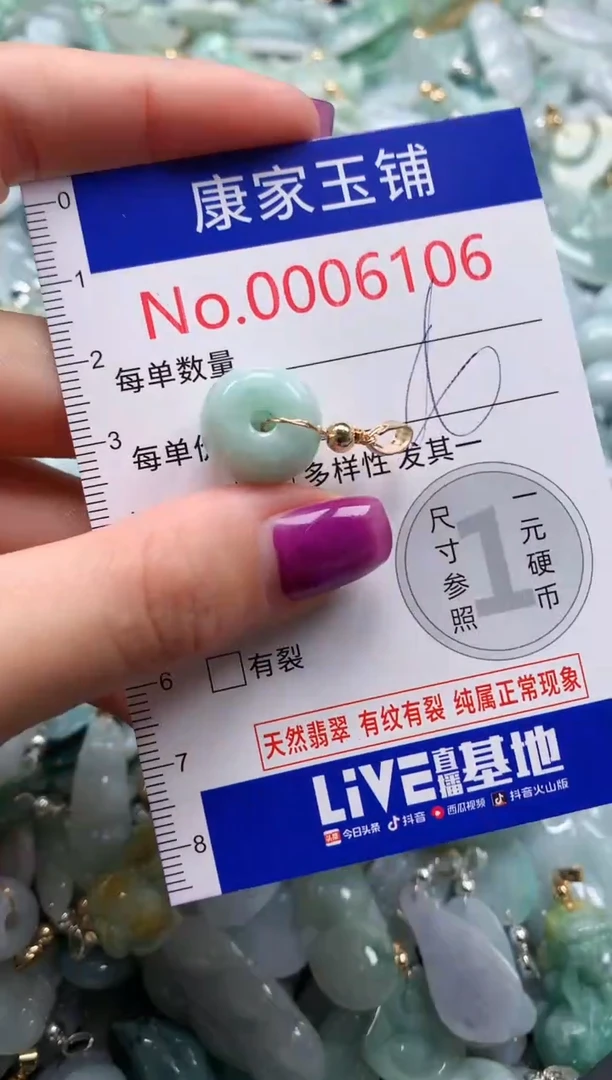 康家玉铺
No.0006106
每单数量
每单
多样性 发其一
尺寸参照
1
一元硬币
有裂
天然翡翠 有纹有裂 纯属正常现象
LiVE直播基地
头条 今日头条 抖音 西瓜视频 抖音火山版
0
1
2
3
6
7
8